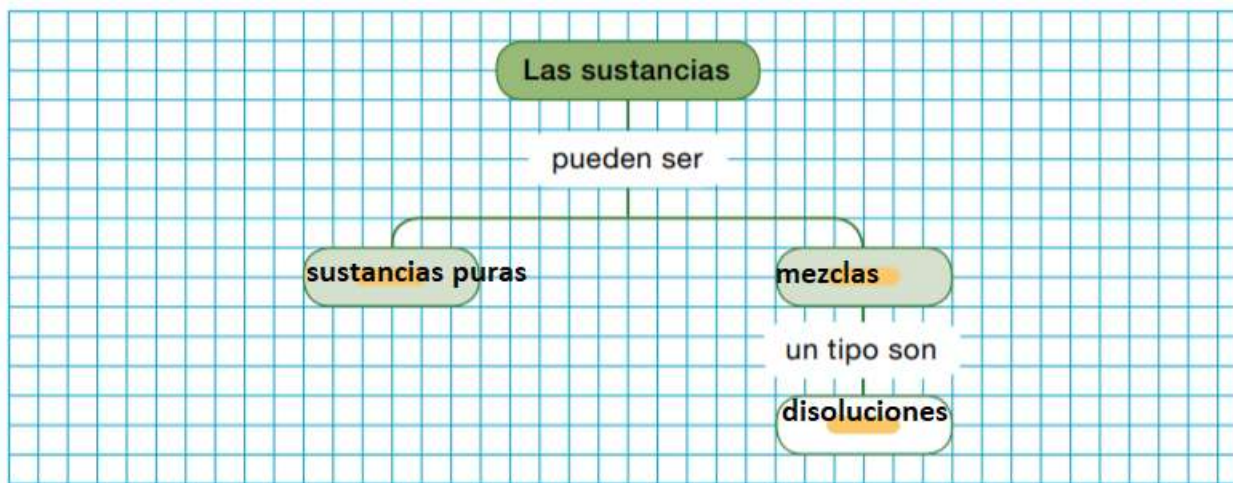 Las sustancias
pueden ser
sustancias puras
mezclas
un tipo son
disoluciones